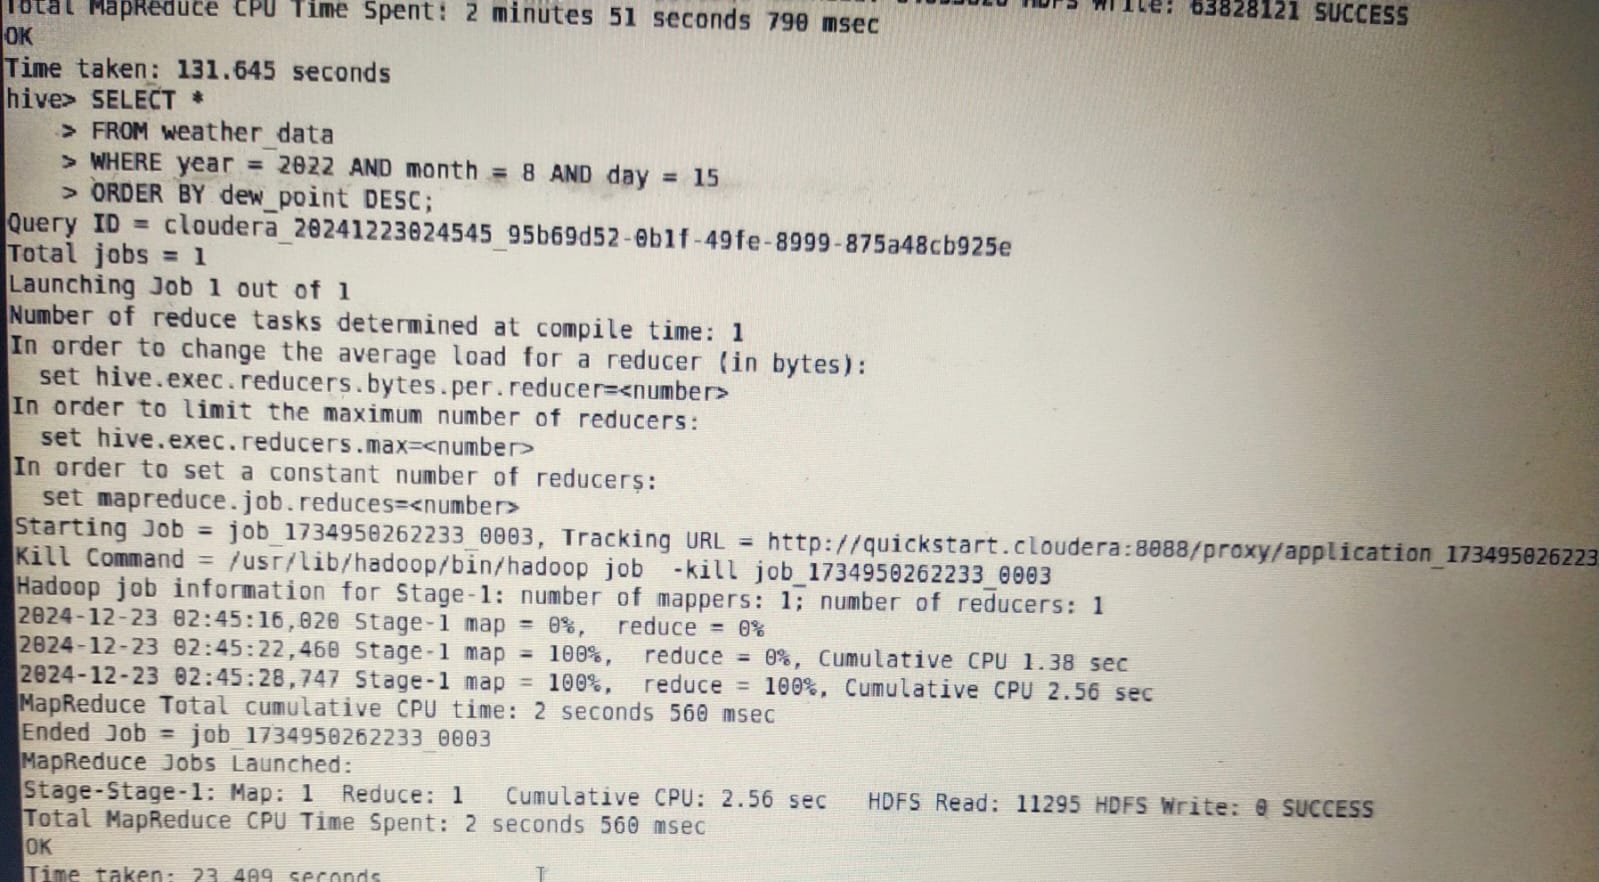 Total MapReduce CPU Time Spent: 2 minutes 51 seconds 790 msec
Write: 63828121 SUCCESS
OK
Time taken: 131.645 seconds
hive> SELECT *
    > FROM weather_data
    > WHERE year = 2022 AND month = 8 AND day = 15
    > ORDER BY dew_point DESC;
Query ID = cloudera_20241223024545_95b69d52-0b1f-49fe-8999-875a48cb925e
Total jobs = 1
Launching Job 1 out of 1
Number of reduce tasks determined at compile time: 1
In order to change the average load for a reducer (in bytes):
  set hive.exec.reducers.bytes.per.reducer=<number>
In order to limit the maximum number of reducers:
  set hive.exec.reducers.max=<number>
In order to set a constant number of reducers:
  set mapreduce.job.reduces=<number>
Starting Job = job_1734950262233_0003, Tracking URL = http://quickstart.cloudera:8088/proxy/application_173495026223
Kill Command = /usr/lib/hadoop/bin/hadoop job  -kill job_1734950262233_0003
Hadoop job information for Stage-1: number of mappers: 1; number of reducers: 1
2024-12-23 02:45:16,020 Stage-1 map = 0%,  reduce = 0%
2024-12-23 02:45:22,460 Stage-1 map = 100%,  reduce = 0%, Cumulative CPU 1.38 sec
2024-12-23 02:45:28,747 Stage-1 map = 100%,  reduce = 100%, Cumulative CPU 2.56 sec
MapReduce Total cumulative CPU time: 2 seconds 560 msec
Ended Job = job_1734950262233_0003
MapReduce Jobs Launched:
Stage-Stage-1: Map: 1  Reduce: 1   Cumulative CPU: 2.56 sec   HDFS Read: 11295 HDFS Write: 0 SUCCESS
Total MapReduce CPU Time Spent: 2 seconds 560 msec
OK
Time taken: 23.409 seconds